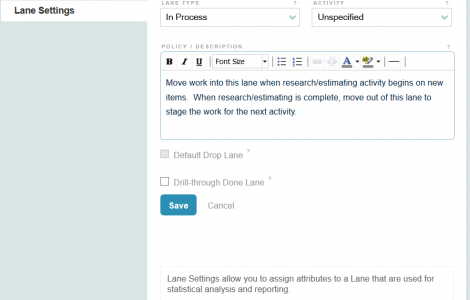 Lane Settings
LANE TYPE ?
ACTIVITY ?
In Process
Unspecified
POLICY / DESCRIPTION ?
B I U Font Size A ab
Move work into this lane when research/estimating activity begins on new
items. When research/estimating is complete, move out of this lane to
stage the work for the next activity.
Default Drop Lane ?
Drill-through Done Lane ?
Save Cancel
Lane Settings allow you to assign attributes to a Lane that are used for
statistical analysis and reporting.